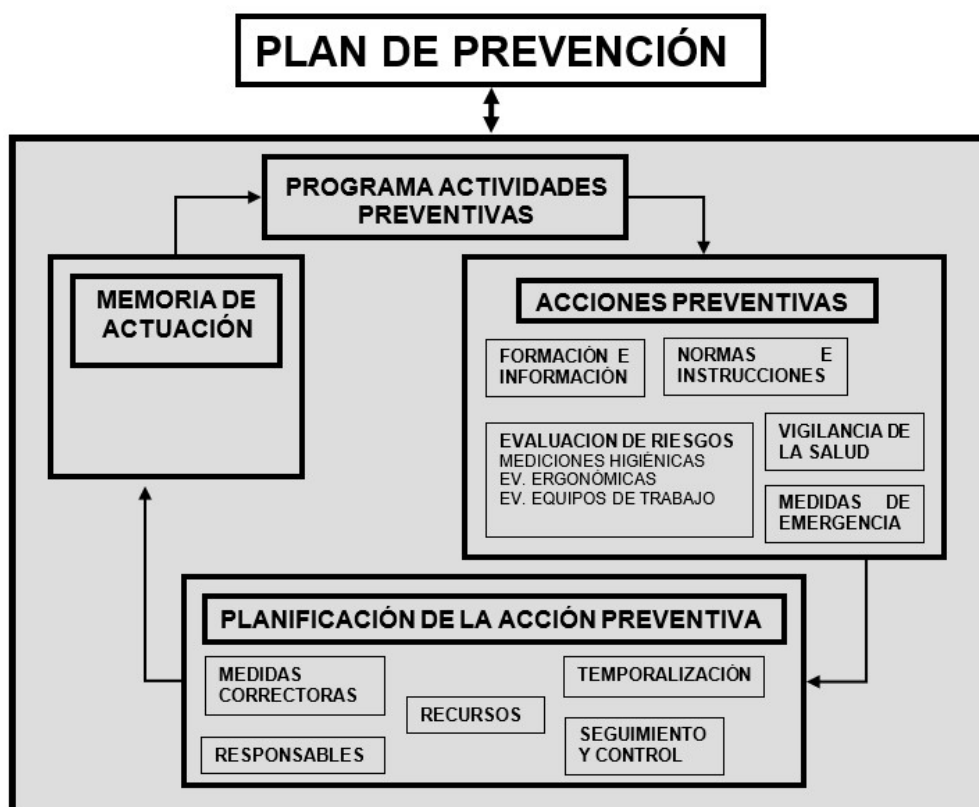 PLAN DE PREVENCIÓN
PROGRAMA ACTIVIDADES
PREVENTIVAS
MEMORIA DE
ACTUACIÓN
ACCIONES PREVENTIVAS
FORMACIÓN E
INFORMACIÓN
NORMAS E
INSTRUCCIONES
EVALUACION DE RIESGOS
MEDICIONES HIGIÉNICAS
EV. ERGONÓMICAS
EV. EQUIPOS DE TRABAJO
VIGILANCIA DE
LA SALUD
MEDIDAS DE
EMERGENCIA
PLANIFICACIÓN DE LA ACCIÓN PREVENTIVA
MEDIDAS
CORRECTORAS
RECURSOS
TEMPORALIZACIÓN
RESPONSABLES
SEGUIMIENTO
Y CONTROL